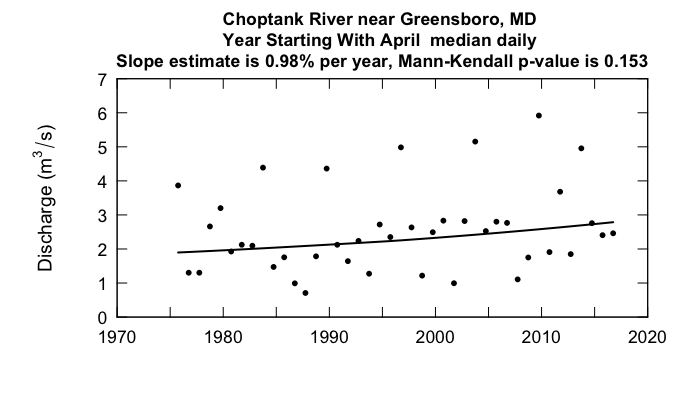 Choptank River near Greensboro, MD
Year Starting With April  median daily
Slope estimate is 0.98% per year, Mann-Kendall p-value is 0.153
Discharge (m³/s)
7
6
5
4
3
2
1
0
1970 1980 1990 2000 2010 2020